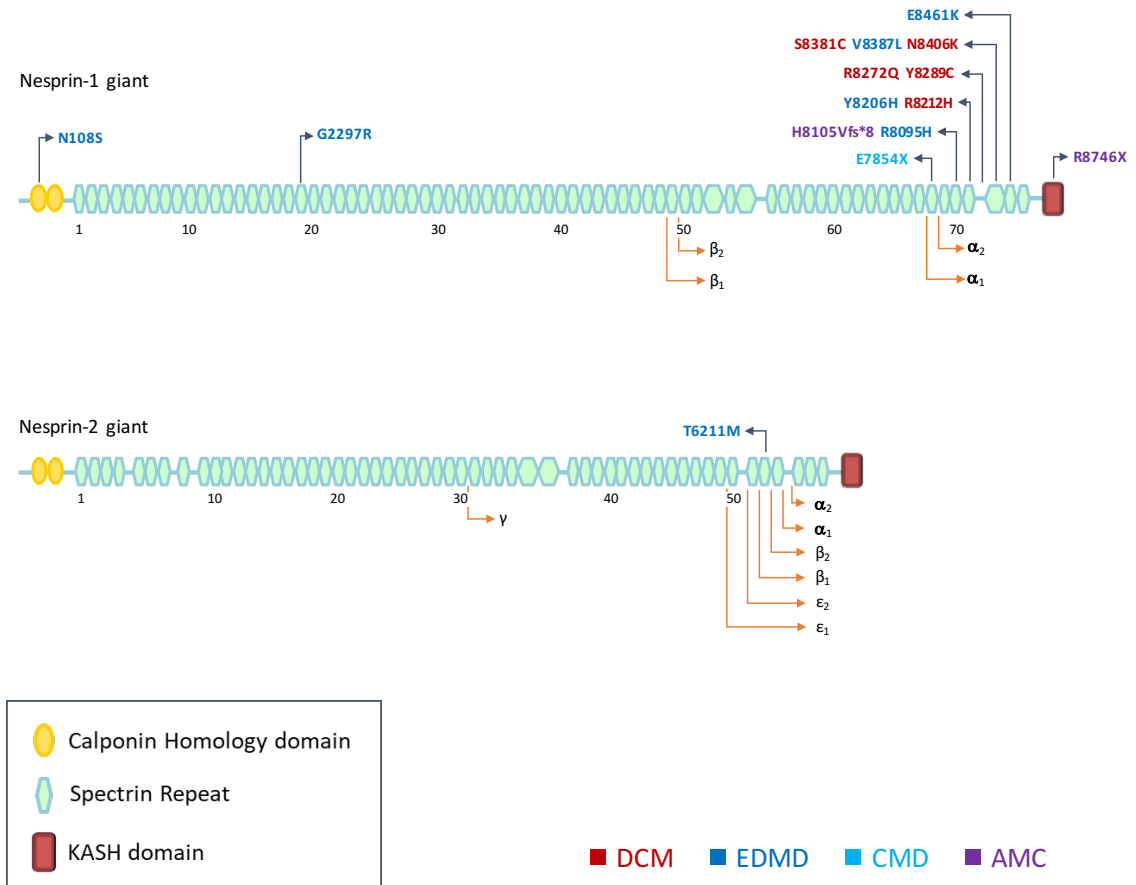 E8461K
S8381C V8387L N8406K
Nesprin-1 giant
R8272Q Y8289C
Y8206H R8212H
N108S
G2297R
H8105Vfs*8 R8095H
E7854X
R8746X
1 10 20 30 40 50 60 70
β2 α2
β1 α1
Nesprin-2 giant
T6211M
1 10 20 30 40 50
γ
α2
α1
β2
β1
ε2
ε1
Calponin Homology domain
Spectrin Repeat
KASH domain
DCM EDMD CMD AMC